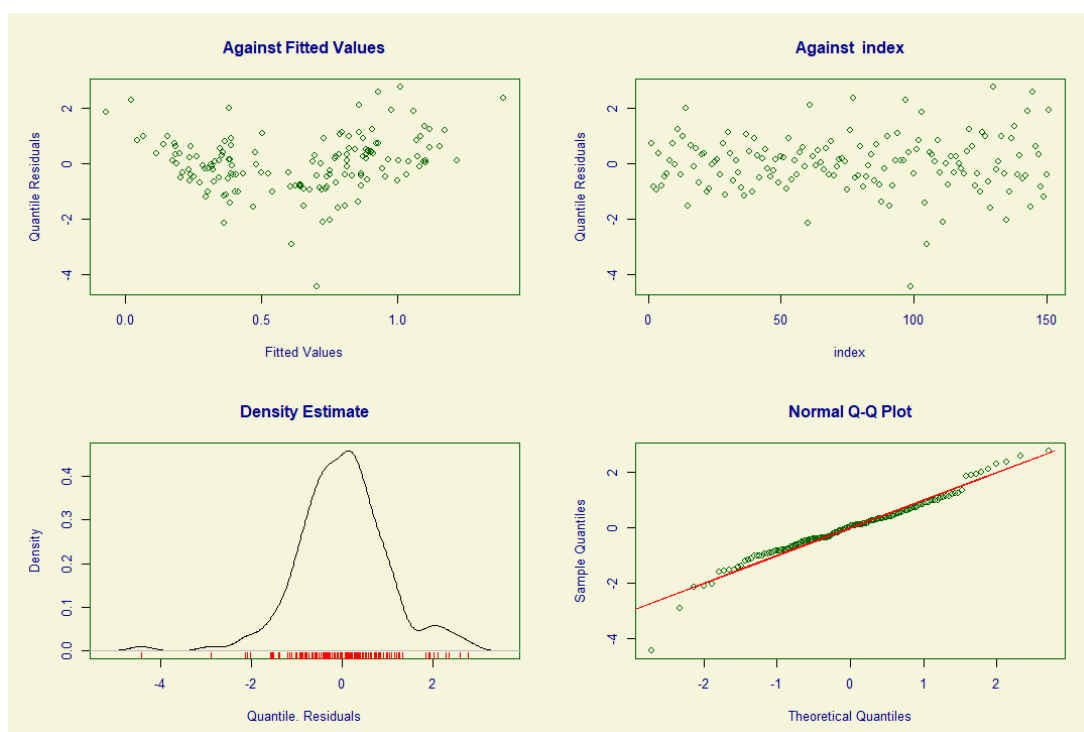 Against Fitted Values
Quantile Residuals
2
0
-2
-4
0.0 0.5 1.0
Fitted Values
Against index
Quantile Residuals
2
0
-2
-4
0 50 100 150
index
Density Estimate
Density
0.4
0.3
0.2
0.1
0.0
-4 -2 0 2
Quantile. Residuals
Normal Q-Q Plot
Sample Quantiles
2
0
-2
-4
-2 -1 0 1 2
Theoretical Quantiles